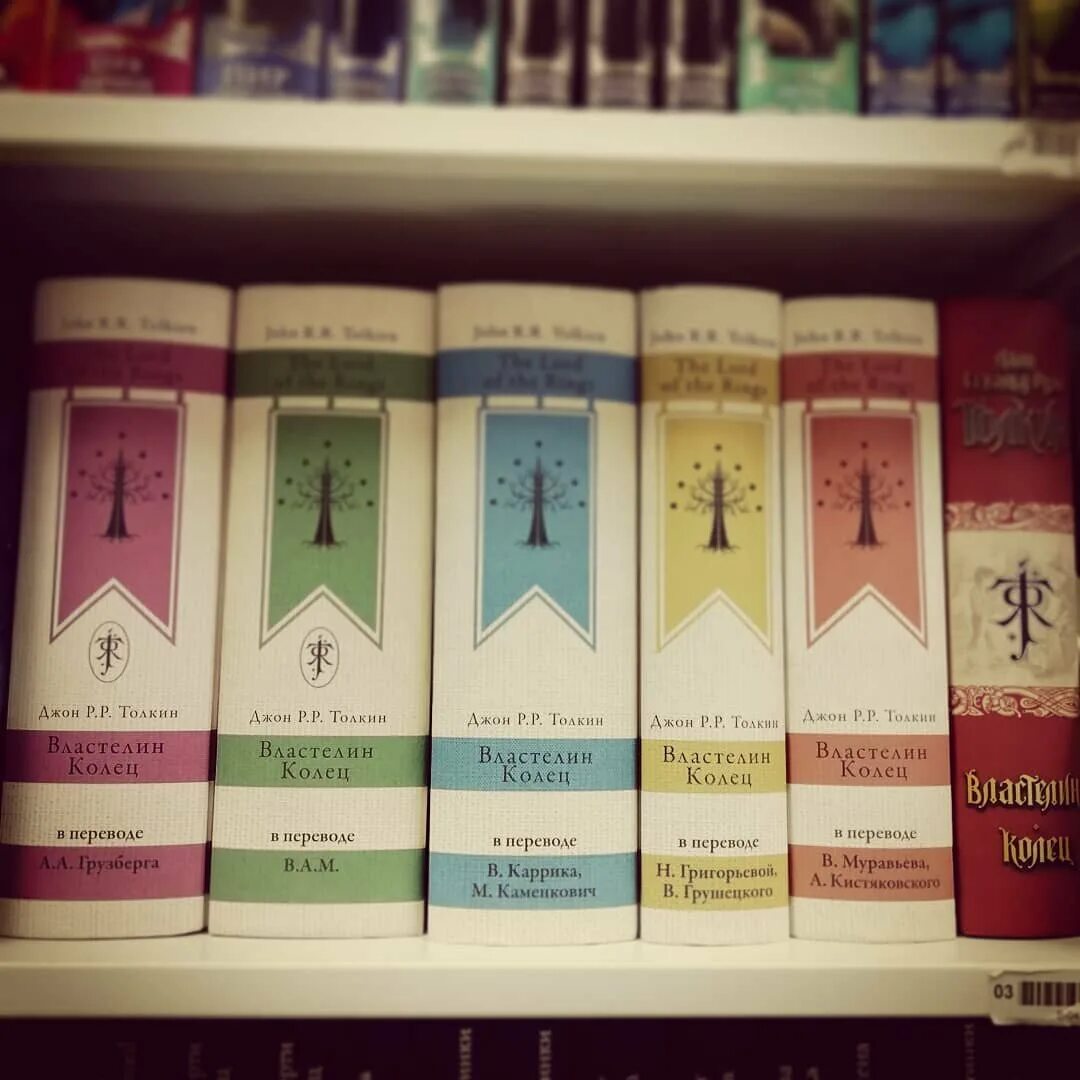 John R.R. Tolkien
The Lord
of the Rings
Джон Р.Р. Толкин
Властелин
Колец
в переводе
А.А. Грузберга
John R.R. Tolkien
The Lord
of the Rings
Джон Р.Р. Толкин
Властелин
Колец
в переводе
В.А.М.
John R.R. Tolkien
The Lord
of the Rings
Джон Р.Р. Толкин
Властелин
Колец
в переводе
В. Каррика,
М. Каменкович
John R.R. Tolkien
The Lord
of the Rings
Джон Р.Р. Толкин
Властелин
Колец
в переводе
Н. Григорьевой,
В. Грушецкого
John R.R. Tolkien
The Lord
of the Rings
Джон Р.Р. Толкин
Властелин
Колец
в переводе
В. Муравьева,
А. Кистяковского
Властелин
Колец
03